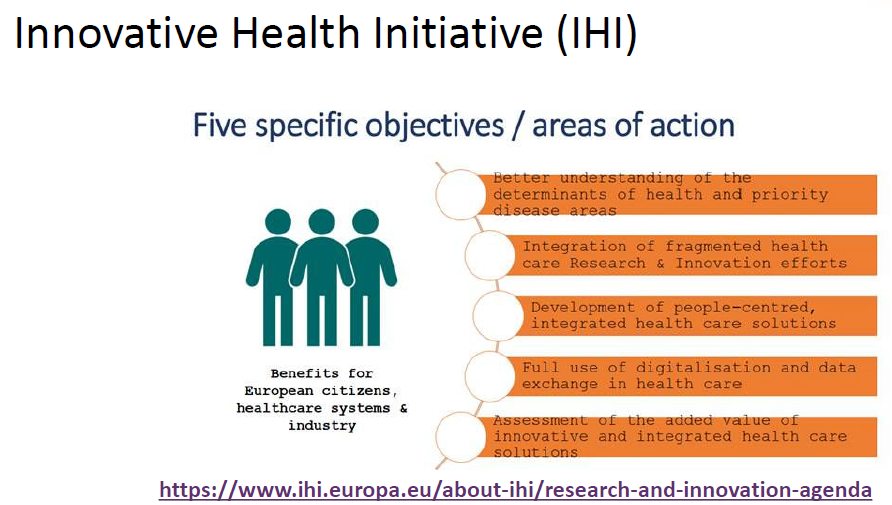 Innovative Health Initiative (IHI)
Five specific objectives / areas of action
Better understanding of the
determinants of health and priority
disease areas
Integration of fragmented health
care Research & Innovation efforts
Development of people-centred,
integrated health care solutions
Full use of digitalisation and data
exchange in health care
Assessment of the added value of
innovative and integrated health care
solutions
Benefits for
European citizens,
healthcare systems &
industry
https://www.ihi.europa.eu/about-ihi/research-and-innovation-agenda